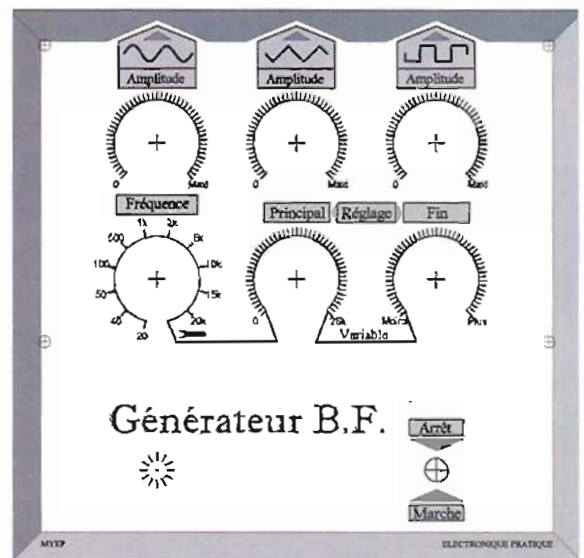 Amplitude Amplitude Amplitude
0 Maxi 0 Maxi 0 Maxi
Fréquence Principal Réglage Fin
1k 2k
500 5k
100 10k
50 15k
40 20k 0 25k Moins Plus
20 Variable
Générateur B.F.
Arrêt
Marche
MYEP ELECTRONIQUE PRATIQUE